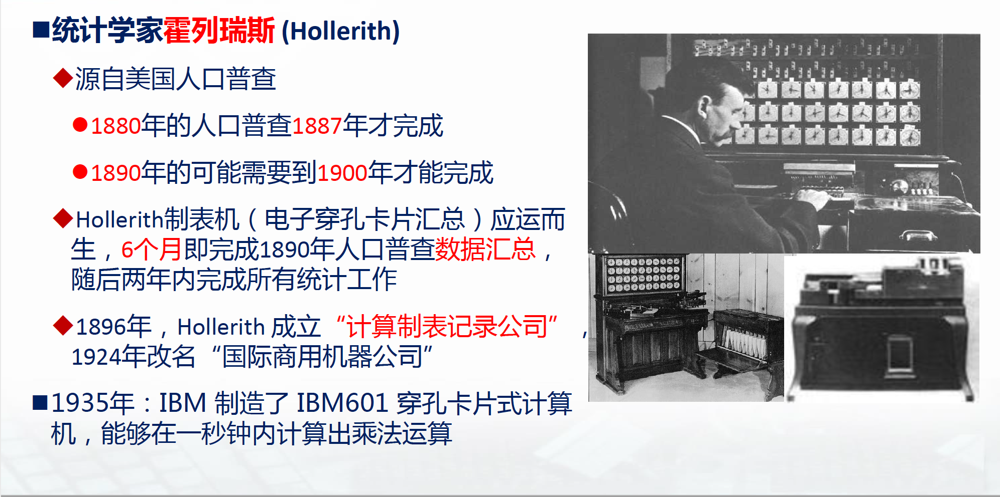 ■统计学家霍列瑞斯 (Hollerith)
◆源自美国人口普查
●1880年的人口普查1887年才完成
●1890年的可能需要到1900年才能完成
◆Hollerith制表机（电子穿孔卡片汇总）应运而
生，6个月即完成1890年人口普查数据汇总，
随后两年内完成所有统计工作
◆1896年，Hollerith 成立“计算制表记录公司”，
1924年改名“国际商用机器公司”
■1935年：IBM 制造了 IBM601 穿孔卡片式计算
机，能够在一秒钟内计算出乘法运算